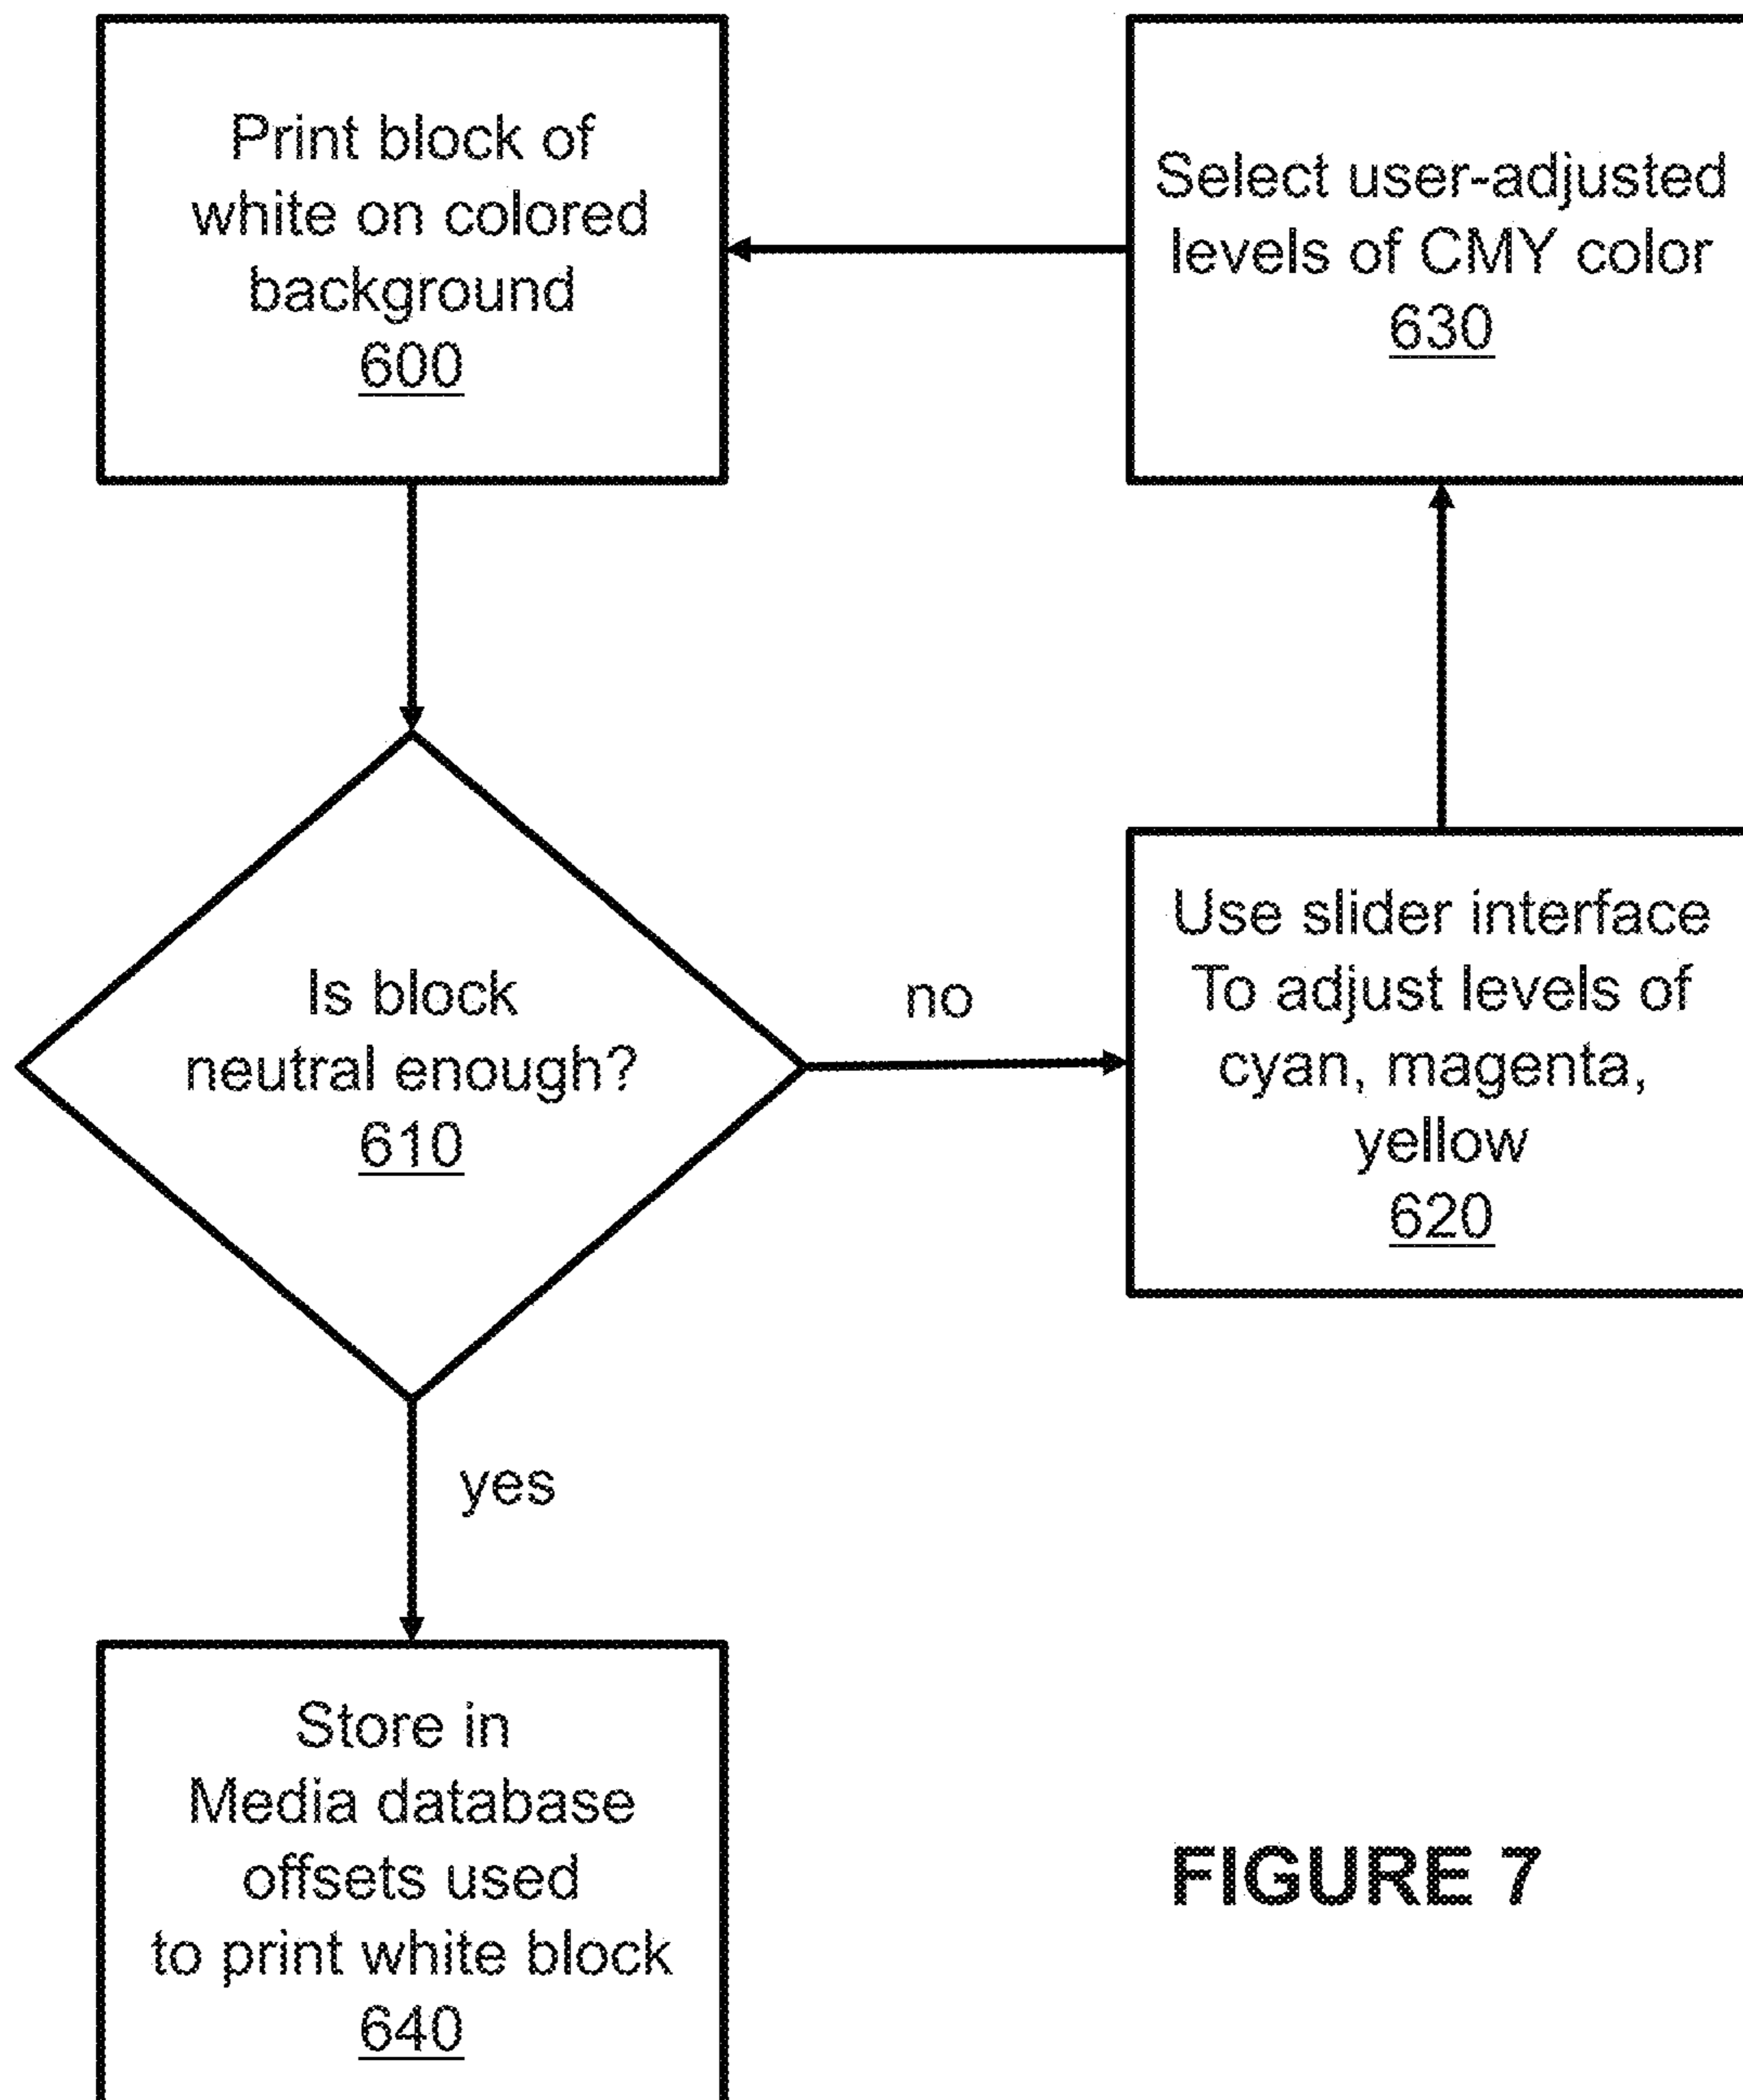 Print block of
white on colored
background
600
Select user-adjusted
levels of CMY color
630
Is block
neutral enough?
610
no
Use slider interface
To adjust levels of
cyan, magenta,
yellow
620
yes
Store in
Media database
offsets used
to print white block
640
FIGURE 7